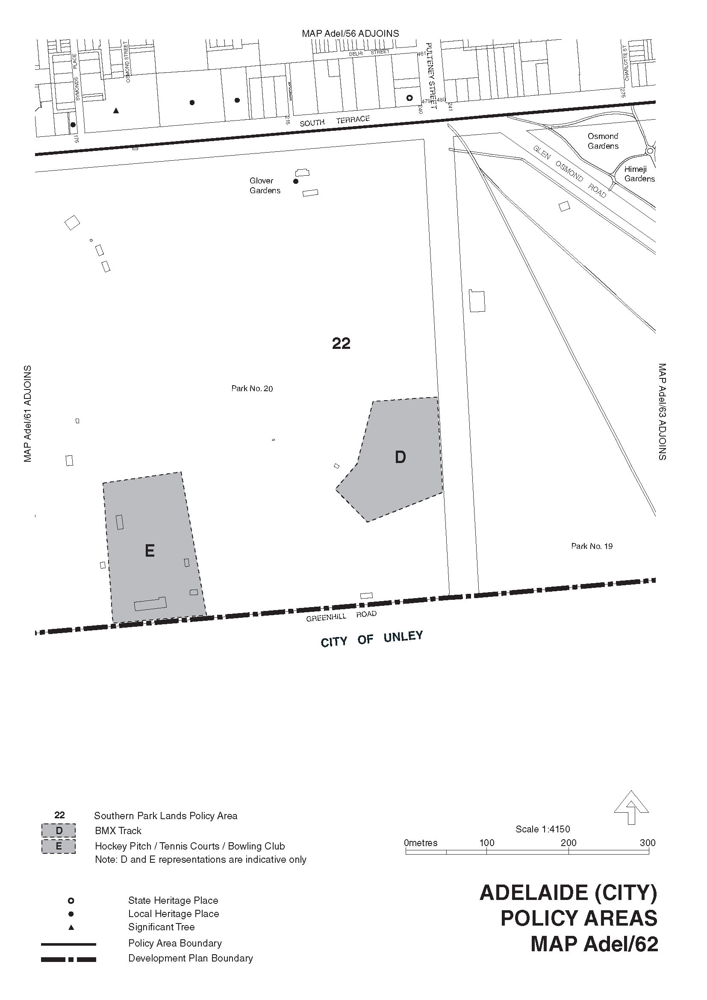 MAP Adel/56 ADJOINS
SYMONDS PLACE
OSMOND STREET
DELHI STREET
461
PULTENEY STREET
CHARLOTTE ST
479
480
240
241
275
216
175
SOUTH TERRACE
Osmond
Gardens
GLEN OSMOND ROAD
Himeji
Gardens
Glover
Gardens
22
MAP Adel/61 ADJOINS
MAP Adel/63 ADJOINS
Park No. 20
D
E
Park No. 19
GREENHILL ROAD
CITY OF UNLEY
22 Southern Park Lands Policy Area
D BMX Track
E Hockey Pitch / Tennis Courts / Bowling Club
Note: D and E representations are indicative only
Scale 1:4150
0metres 100 200 300
State Heritage Place
Local Heritage Place
Significant Tree
Policy Area Boundary
Development Plan Boundary
ADELAIDE (CITY)
POLICY AREAS
MAP Adel/62